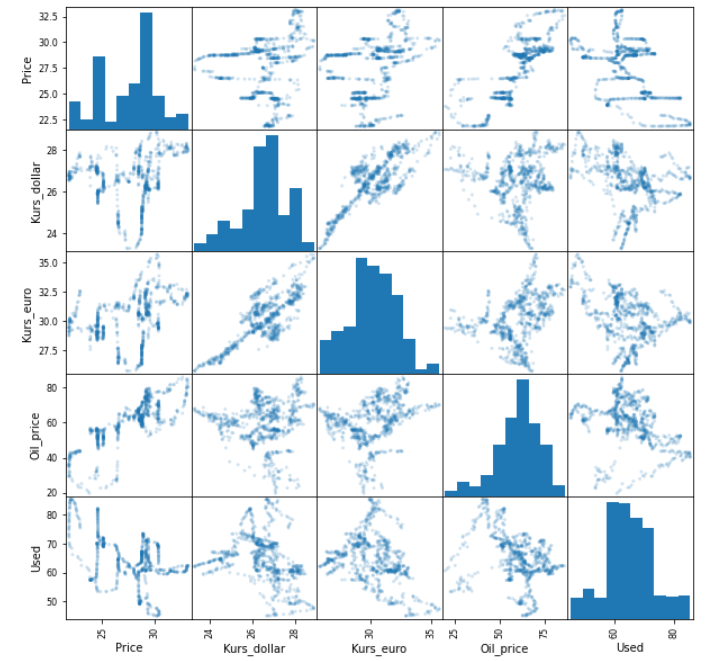 32.5
30.0
27.5
25.0
22.5
Price
28
26
24
Kurs_dollar
35.0
32.5
30.0
27.5
Kurs_euro
80
60
40
20
Oil_price
80
70
60
50
Used
25 30 24 26 28 30 35 25 50 75 60 80
Price Kurs_dollar Kurs_euro Oil_price Used